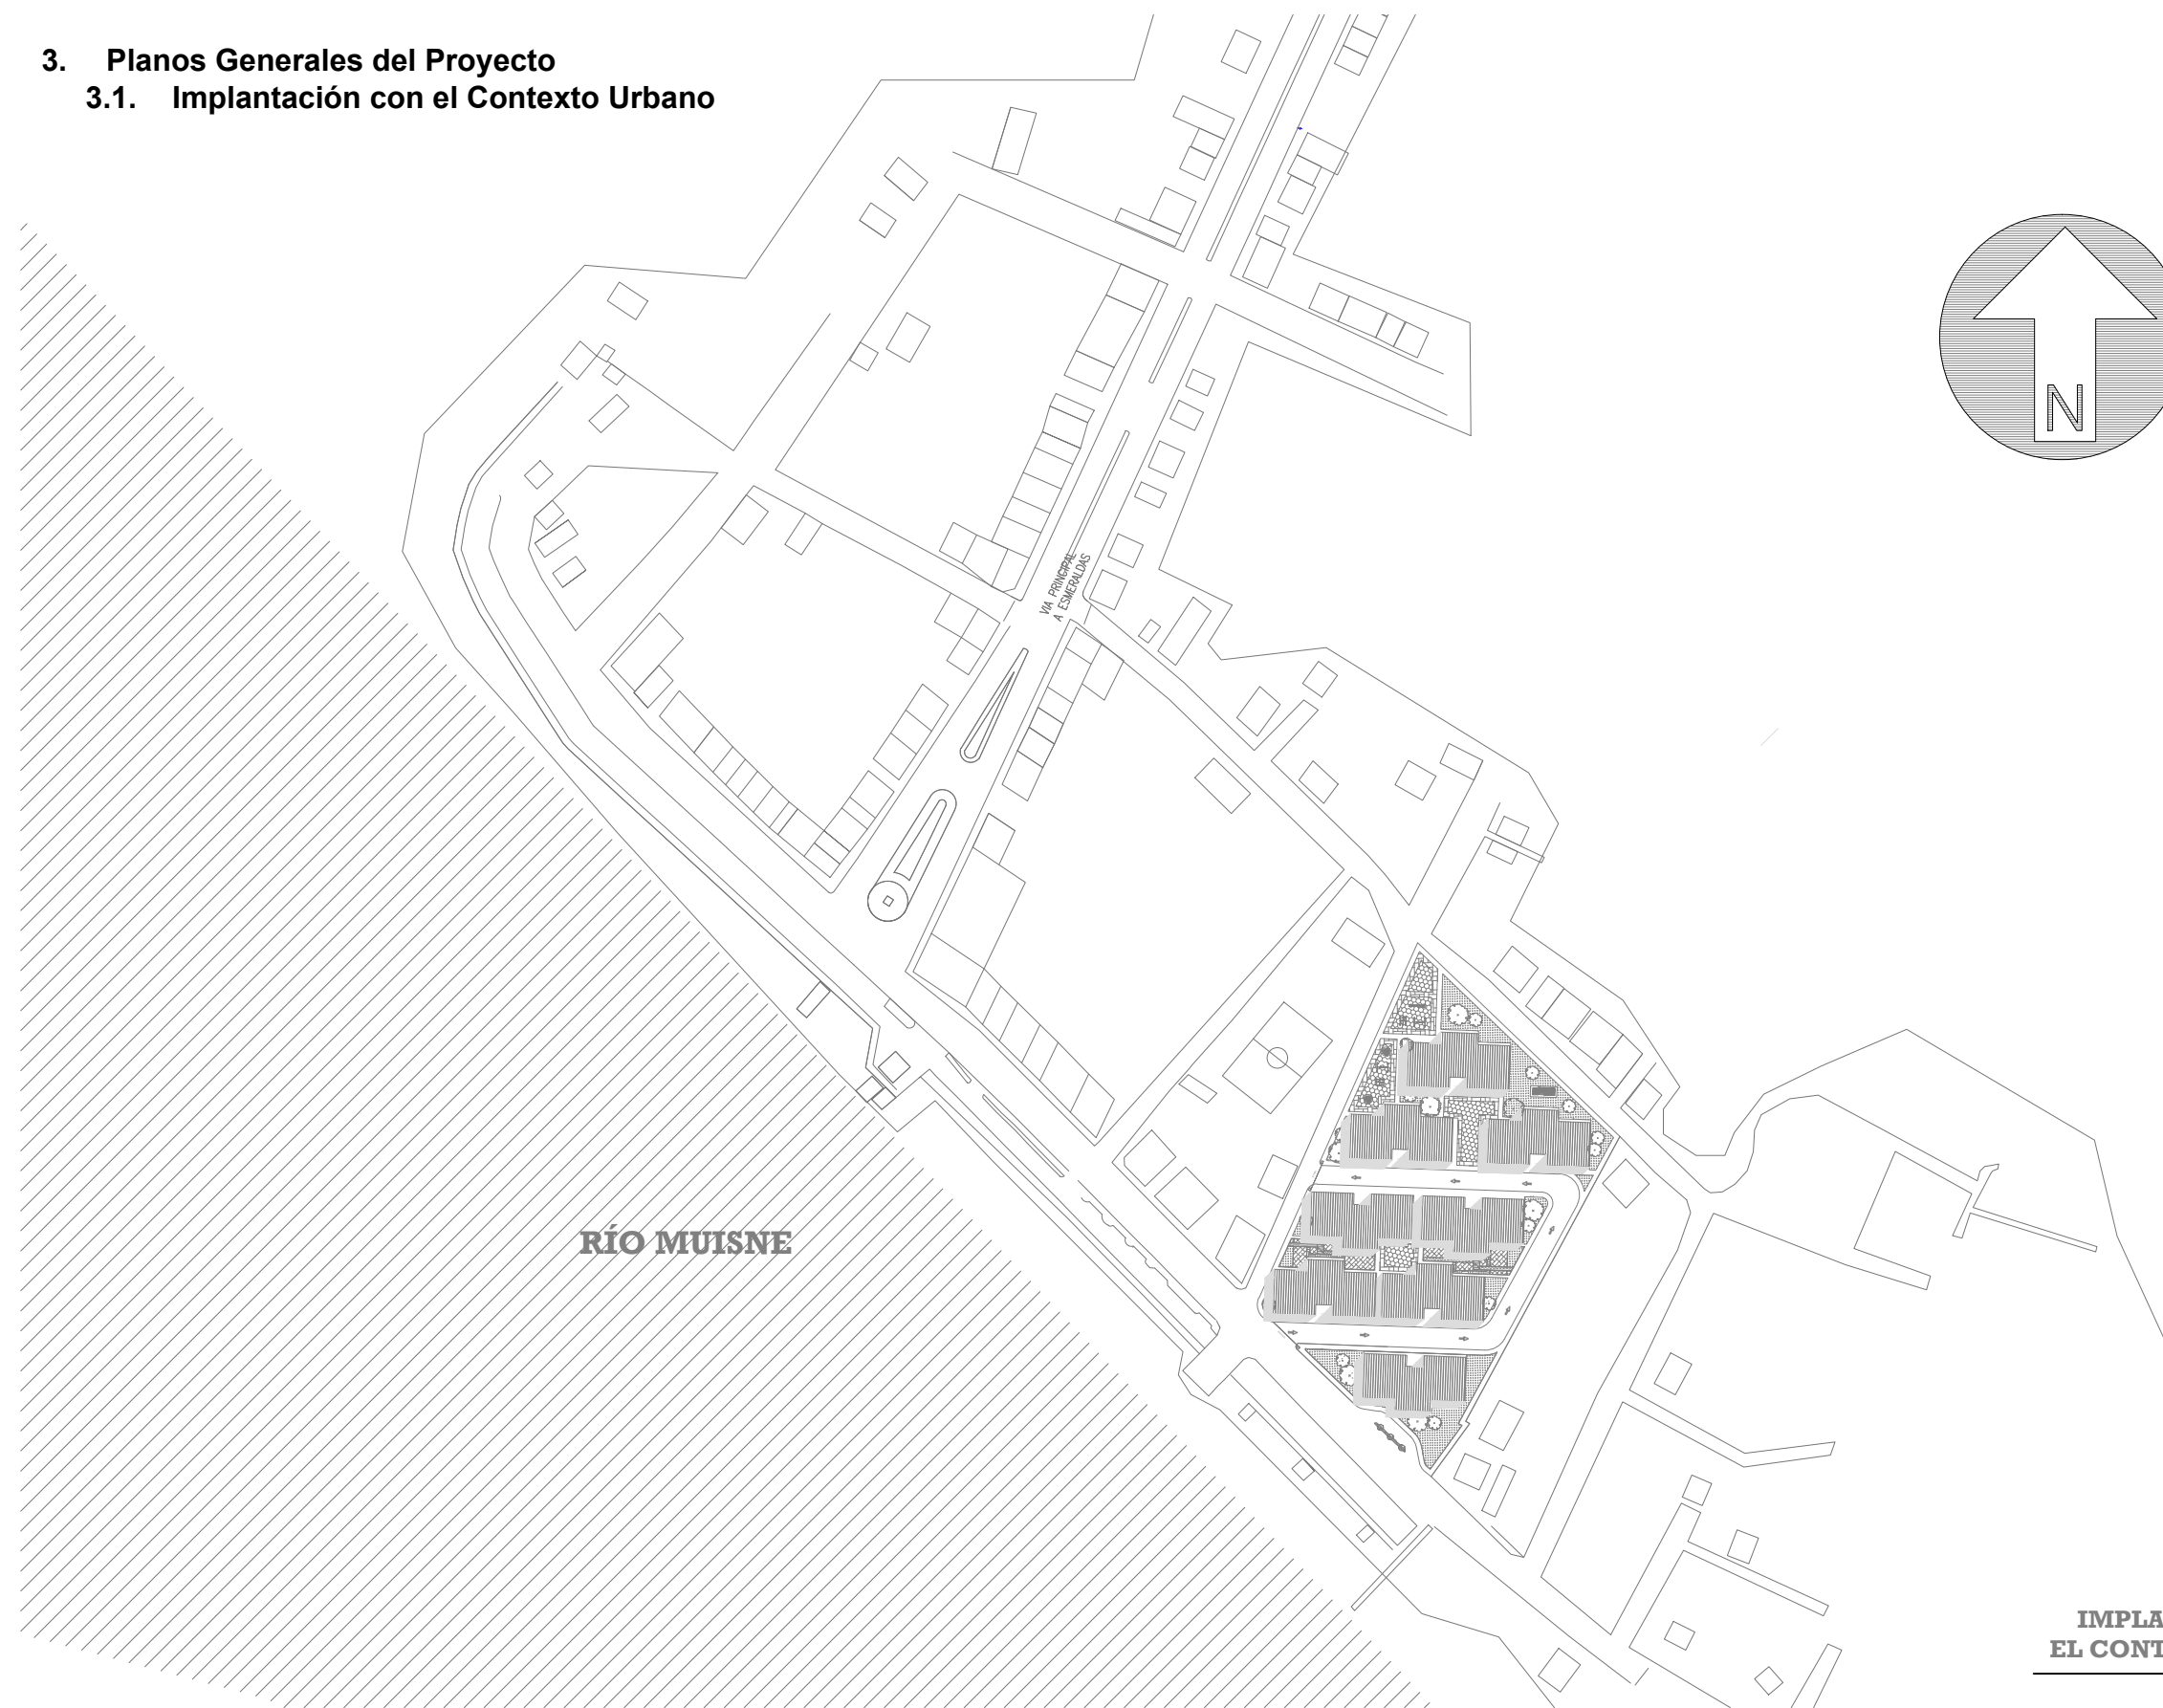 3. Planos Generales del Proyecto
3.1. Implantación con el Contexto Urbano
N
VIA PRINCIPAL
A ESMERALDAS
RÍO MUISNE
IMPLA
EL CONT